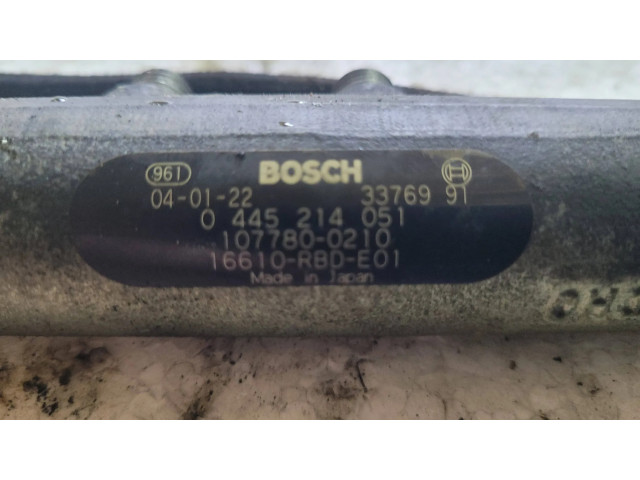 961 BOSCH
04-01-22 33769 91
0 445 214 051
107780-0210
16610-RBD-E01
Made in Japan